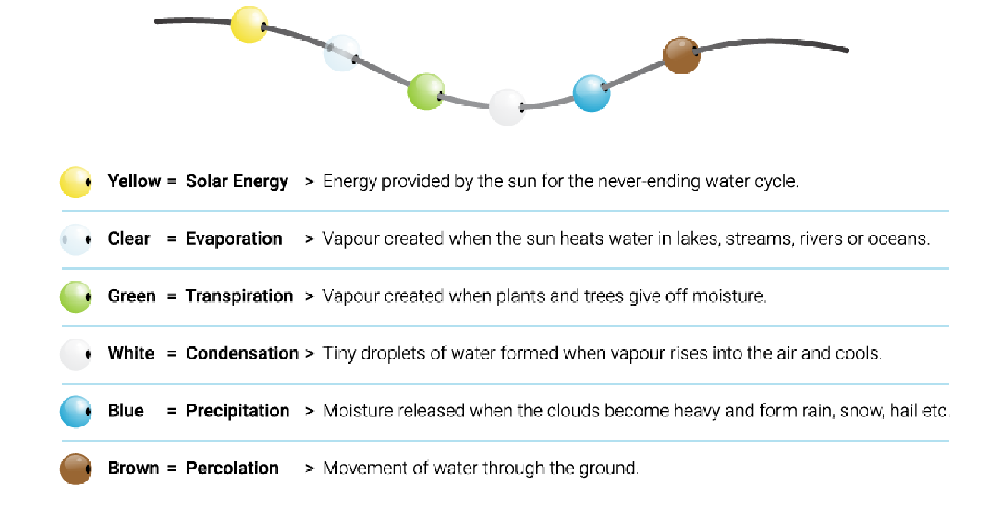 Yellow = Solar Energy > Energy provided by the sun for the never-ending water cycle.
Clear = Evaporation > Vapour created when the sun heats water in lakes, streams, rivers or oceans.
Green = Transpiration > Vapour created when plants and trees give off moisture.
White = Condensation > Tiny droplets of water formed when vapour rises into the air and cools.
Blue = Precipitation > Moisture released when the clouds become heavy and form rain, snow, hail etc.
Brown = Percolation > Movement of water through the ground.